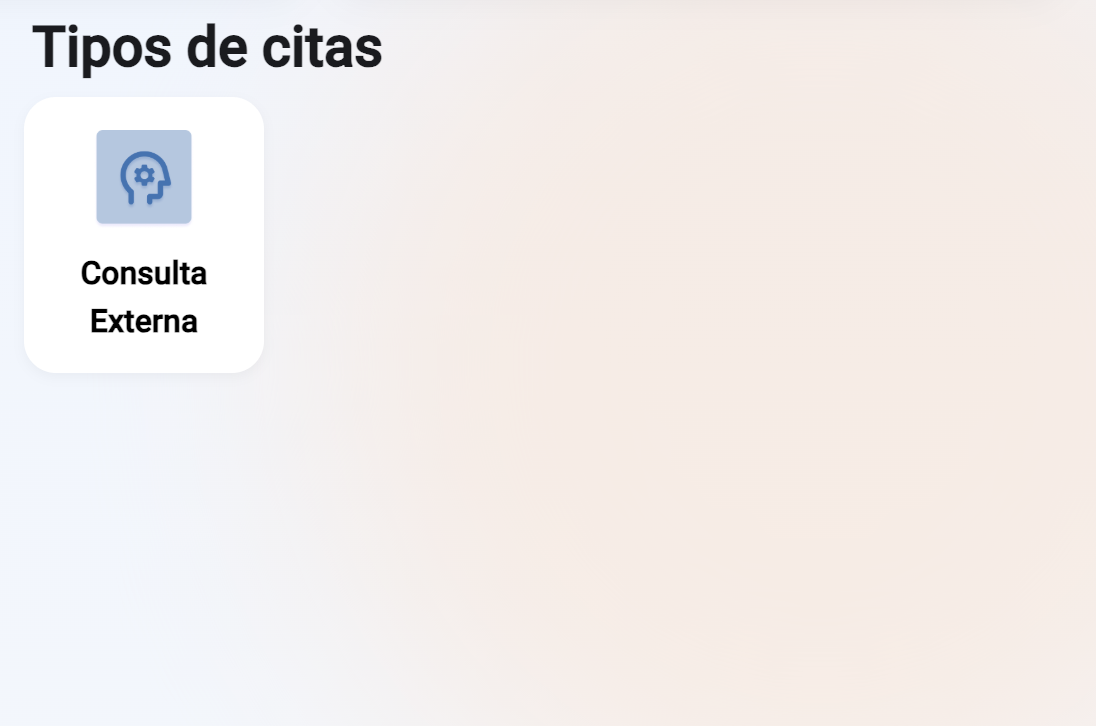 Tipos de citas
Consulta
Externa